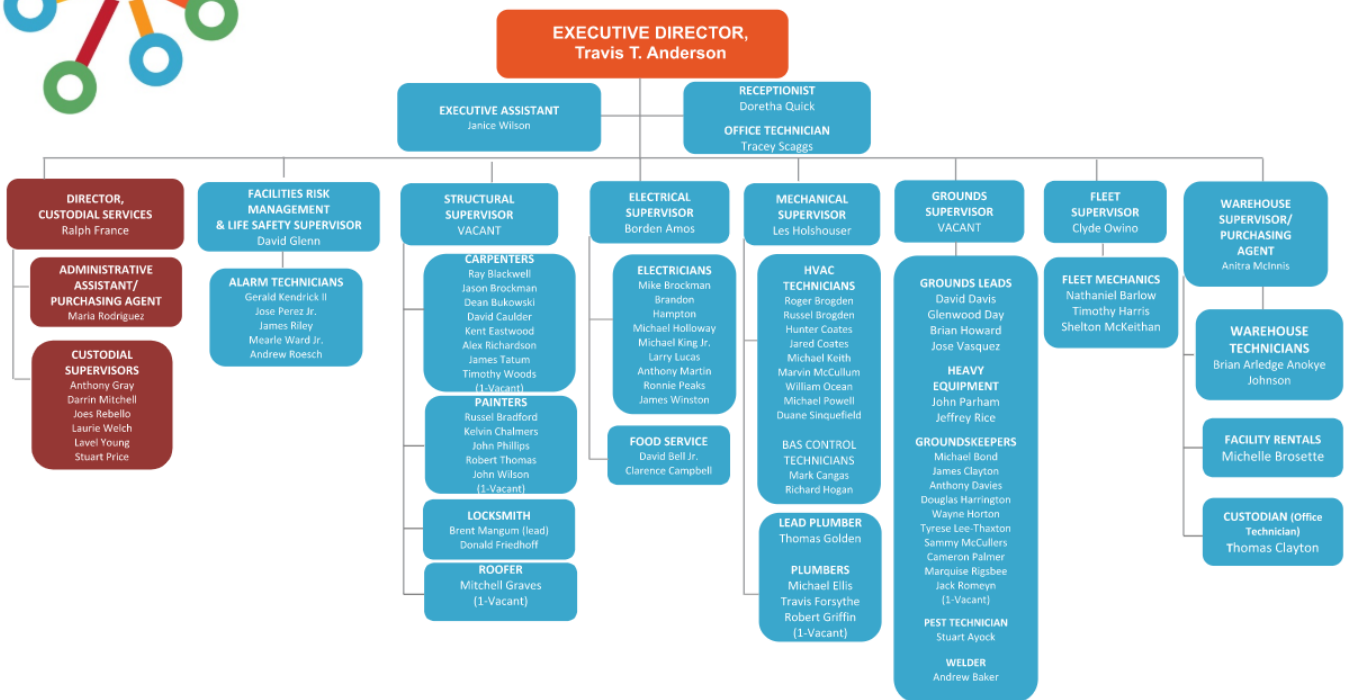 EXECUTIVE DIRECTOR,
Travis T. Anderson
EXECUTIVE ASSISTANT
Janice Wilson
RECEPTIONIST
Doretha Quick
OFFICE TECHNICIAN
Tracey Scaggs
DIRECTOR,
CUSTODIAL SERVICES
Ralph France
ADMINISTRATIVE
ASSISTANT/
PURCHASING AGENT
Maria Rodriguez
CUSTODIAL
SUPERVISORS
Anthony Gray
Darrin Mitchell
Joes Rebello
Laurie Welch
Lavel Young
Stuart Price
FACILITIES RISK
MANAGEMENT
& LIFE SAFETY SUPERVISOR
David Glenn
ALARM TECHNICIANS
Gerald Kendrick II
Jose Perez Jr.
James Riley
Mearle Ward Jr.
Andrew Roesch
STRUCTURAL
SUPERVISOR
VACANT
CARPENTERS
Ray Blackwell
Jason Brockman
Dean Bukowski
David Caulder
Kent Eastwood
Alex Richardson
James Tatum
Timothy Woods
(1-Vacant)
PAINTERS
Russel Bradford
Kelvin Chalmers
John Phillips
Robert Thomas
John Wilson
(1-Vacant)
LOCKSMITH
Brent Mangum (lead)
Donald Friedhoff
ROOFER
Mitchell Graves
(1-Vacant)
ELECTRICAL
SUPERVISOR
Borden Amos
ELECTRICIANS
Mike Brockman
Brandon
Hampton
Michael Holloway
Michael King Jr.
Larry Lucas
Anthony Martin
Ronnie Peaks
James Winston
FOOD SERVICE
David Bell Jr.
Clarence Campbell
MECHANICAL
SUPERVISOR
Les Holshouser
HVAC
TECHNICIANS
Roger Brogden
Russel Brogden
Hunter Coates
Jared Coates
Michael Keith
Marvin McCullum
William Ocean
Michael Powell
Duane Sinquefield
BAS CONTROL
TECHNICIANS
Mark Cangas
Richard Hogan
LEAD PLUMBER
Thomas Golden
PLUMBERS
Michael Ellis
Travis Forsythe
Robert Griffin
(1-Vacant)
GROUNDS
SUPERVISOR
VACANT
GROUNDS LEADS
David Davis
Glenwood Day
Brian Howard
Jose Vasquez
HEAVY
EQUIPMENT
John Parham
Jeffrey Rice
GROUNDSKEEPERS
Michael Bond
James Clayton
Anthony Davies
Douglas Harrington
Wayne Horton
Tyrese Lee-Thaxton
Sammy McCullers
Cameron Palmer
Marquise Rigsbee
Jack Romeyn
(1-Vacant)
PEST TECHNICIAN
Stuart Ayock
WELDER
Andrew Baker
FLEET
SUPERVISOR
Clyde Owino
FLEET MECHANICS
Nathaniel Barlow
Timothy Harris
Shelton McKeithan
WAREHOUSE
SUPERVISOR/
PURCHASING
AGENT
Anitra McInnis
WAREHOUSE
TECHNICIANS
Brian Arledge Anokye
Johnson
FACILITY RENTALS
Michelle Brosette
CUSTODIAN (Office
Technician)
Thomas Clayton